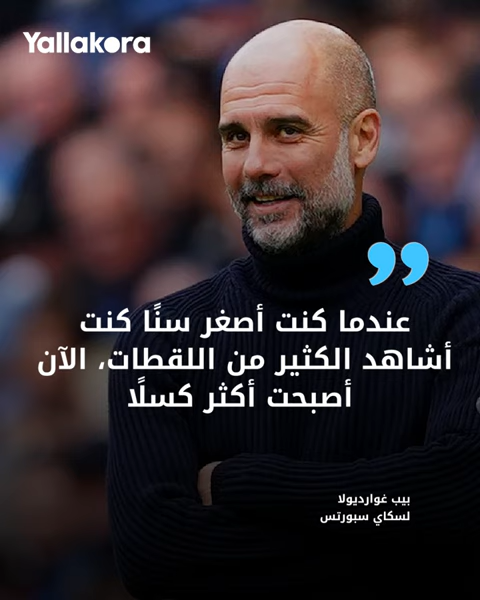 Yallakora
عندما كنت أصغر سنًا كنت
أشاهد الكثير من اللقطات، الآن
أصبحت أكثر كسلًا
بيب غوارديولا
لسكاي سبورتس